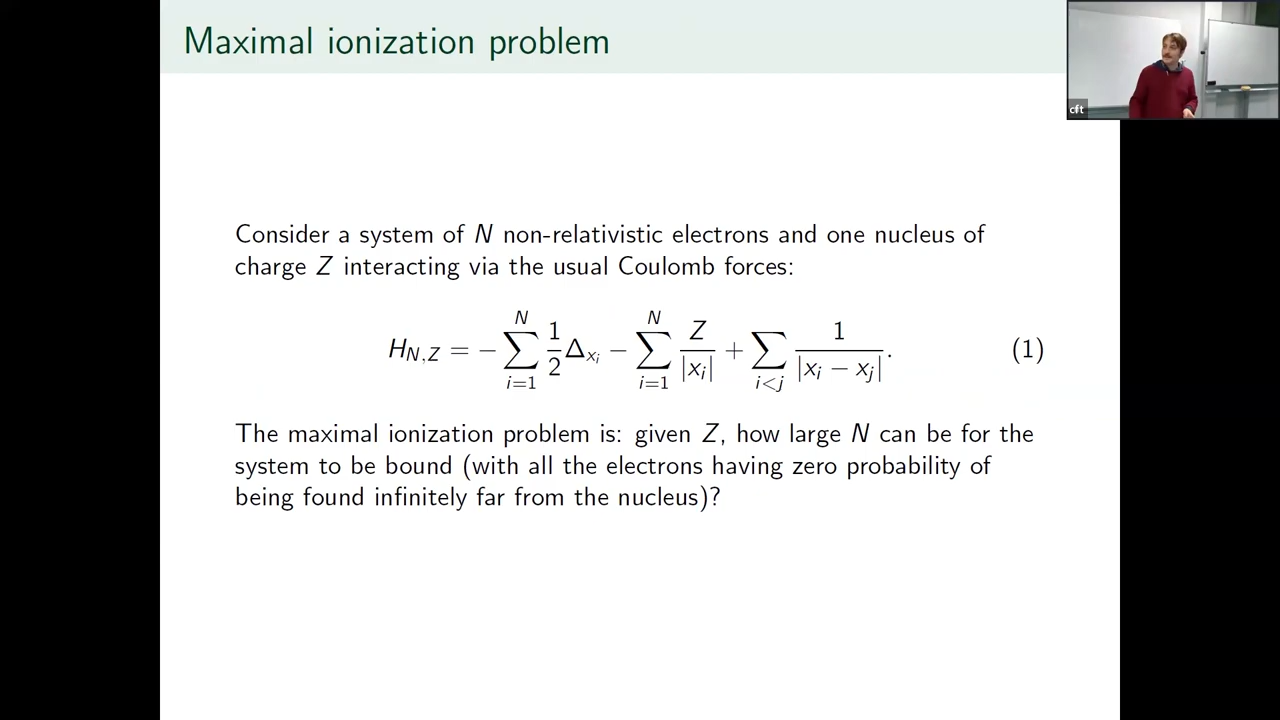 Maximal ionization problem
cft
Consider a system of N non-relativistic electrons and one nucleus of
charge Z interacting via the usual Coulomb forces:
H_{N,Z} = − \sum_{i=1}^{N} \frac{1}{2} Δ_{x_i} − \sum_{i=1}^{N} \frac{Z}{|x_i|} + \sum_{i<j} \frac{1}{|x_i − x_j|}. (1)
The maximal ionization problem is: given Z, how large N can be for the
system to be bound (with all the electrons having zero probability of
being found infinitely far from the nucleus)?